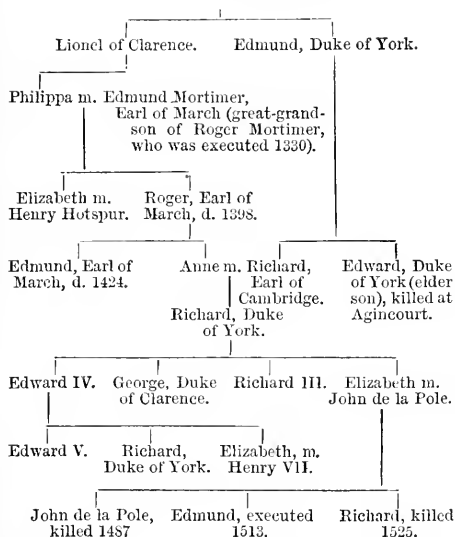 Lionel of Clarence. Edmund, Duke of York.
Philippa m. Edmund Mortimer,
Earl of March (great-grand-
son of Roger Mortimer,
who was executed 1330).
Elizabeth m. Roger, Earl of
Henry Hotspur. March, d. 1398.
Edmund, Earl of Anne m. Richard, Edward, Duke
March, d. 1424. Earl of of York (elder
Cambridge. son), killed at
Richard, Duke Agincourt.
of York.
Edward IV. George, Duke Richard III. Elizabeth m.
of Clarence. John de la Pole.
Edward V. Richard, Elizabeth, m.
Duke of York. Henry VII.
John de la Pole, Edmund, executed Richard, killed
killed 1487 1513. 1525.